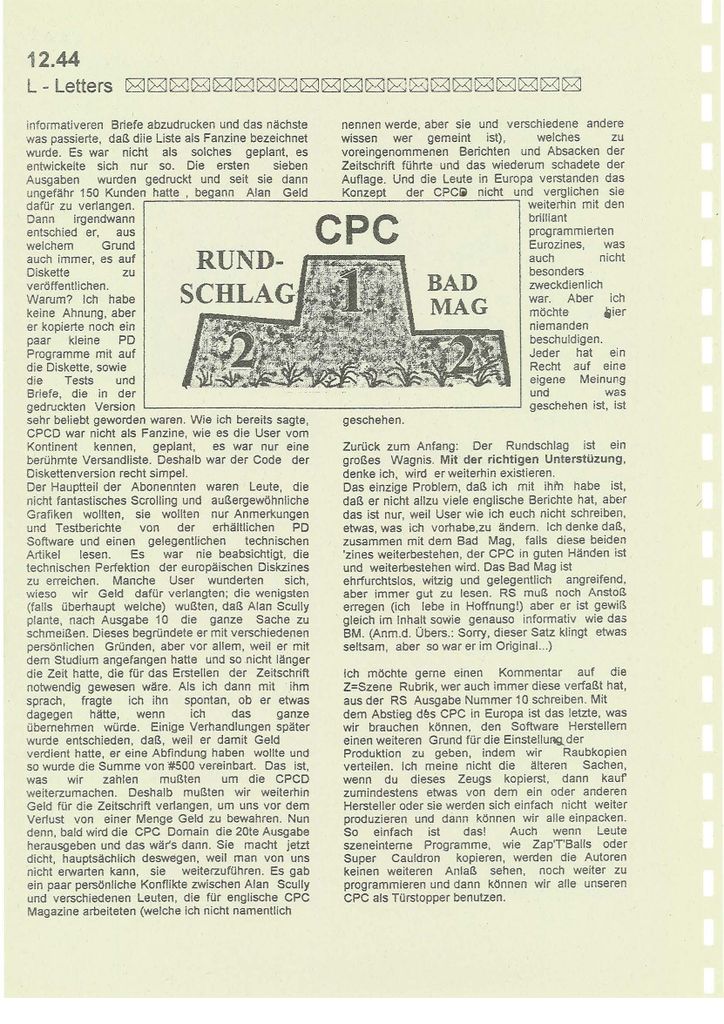 12.44
L - Letters
informativeren Briefe abzudrucken und das nächste
was passierte, daß diie Liste als Fanzine bezeichnet
wurde. Es war nicht als solches geplant, es
entwickelte sich nur so. Die ersten sieben
Ausgaben wurden gedruckt und seit sie dann
ungefähr 150 Kunden hatte , begann Alan Geld
dafür zu verlangen.
Dann irgendwann
entschied er, aus
welchem Grund
auch immer, es auf
Diskette zu
veröffentlichen.
Warum? Ich habe
keine Ahnung, aber
er kopierte noch ein
paar kleine PD
Programme mit auf
die Diskette, sowie
die Tests und
Briefe, die in der
gedruckten Version
sehr beliebt geworden waren. Wie ich bereits sagte,
CPCD war nicht als Fanzine, wie es die User vom
Kontinent kennen, geplant, es war nur eine
berühmte Versandliste. Deshalb war der Code der
Diskettenversion recht simpel.
Der Hauptteil der Abonennten waren Leute, die
nicht fantastisches Scrolling und außergewöhnliche
Grafiken wollten, sie wollten nur Anmerkungen
und Testberichte von der erhältlichen PD
Software und einen gelegentlichen technischen
Artikel lesen. Es war nie beabsichtigt, die
technischen Perfektion der europäischen Diskzines
zu erreichen. Manche User wunderten sich,
wieso wir Geld dafür verlangten; die wenigsten
(falls überhaupt welche) wußten, daß Alan Scully
plante, nach Ausgabe 10 die ganze Sache zu
schmeißen. Dieses begründete er mit verschiedenen
persönlichen Gründen, aber vor allem, weil er mit
dem Studium angefangen hatte und so nicht länger
die Zeit hatte, die für das Erstellen der Zeitschrift
notwendig gewesen wäre. Als ich dann mit ihm
sprach, fragte ich ihn spontan, ob er etwas
dagegen hätte, wenn ich das ganze
übernehmen würde. Einige Verhandlungen später
wurde entschieden, daß, weil er damit Geld
verdient hatte, er eine Abfindung haben wollte und
so wurde die Summe von #500 vereinbart. Das ist,
was wir zahlen mußten um die CPCD
weiterzumachen. Deshalb mußten wir weiterhin
Geld für die Zeitschrift verlangen, um uns vor dem
Verlust von einer Menge Geld zu bewahren. Nun
denn, bald wird die CPC Domain die 20te Ausgabe
herausgeben und das wär's dann. Sie macht jetzt
dicht, hauptsächlich deswegen, weil man von uns
nicht erwarten kann, sie weiterzuführen. Es gab
ein paar persönliche Konflikte zwischen Alan Scully
und verschiedenen Leuten, die für englische CPC
Magazine arbeiteten (welche ich nicht namentlich
CPC
RUND-
SCHLAG
BAD
MAG
1
2
2
nennen werde, aber sie und verschiedene andere
wissen wer gemeint ist), welches zu
voreingenommenen Berichten und Absacken der
Zeitschrift führte und das wiederum schadete der
Auflage. Und die Leute in Europa verstanden das
Konzept der CPCD nicht und verglichen sie
weiterhin mit den
brilliant
programmierten
Eurozines, was
auch nicht
besonders
zweckdienlich
war. Aber ich
möchte hier
niemanden
beschuldigen.
Jeder hat ein
Recht auf eine
eigene Meinung
und was
geschehen ist, ist
geschehen.
Zurück zum Anfang: Der Rundschlag ist ein
großes Wagnis. Mit der richtigen Unterstüzung,
denke ich, wird er weiterhin existieren.
Das einzige Problem, daß ich mit ihm habe ist,
daß er nicht allzu viele englische Berichte hat, aber
das ist nur, weil User wie ich euch nicht schreiben,
etwas, was ich vorhabe,zu ändern. Ich denke daß,
zusammen mit dem Bad Mag, falls diese beiden
'zines weiterbestehen, der CPC in guten Händen ist
und weiterbestehen wird. Das Bad Mag ist
ehrfurchtslos, witzig und gelegentlich angreifend,
aber immer gut zu lesen. RS muß noch Anstoß
erregen (ich lebe in Hoffnung!) aber er ist gewiß
gleich im Inhalt sowie genauso informativ wie das
BM. (Anm.d. Übers.: Sorry, dieser Satz klingt etwas
seltsam, aber so war er im Original...)
Ich möchte gerne einen Kommentar auf die
Z=Szene Rubrik, wer auch immer diese verfaßt hat,
aus der RS Ausgabe Nummer 10 schreiben. Mit
dem Abstieg des CPC in Europa ist das letzte, was
wir brauchen können, den Software Herstellern
einen weiteren Grund für die Einstellung der
Produktion zu geben, indem wir Raubkopien
verteilen. Ich meine nicht die älteren Sachen,
wenn du dieses Zeugs kopierst, dann kauf
zumindestens etwas von dem ein oder anderen
Hersteller oder sie werden sich einfach nicht weiter
produzieren und dann können wir alle einpacken.
So einfach ist das! Auch wenn Leute
szeneinterne Programme, wie Zap'T'Balls oder
Super Cauldron kopieren, werden die Autoren
keinen weiteren Anlaß sehen, noch weiter zu
programmieren und dann können wir alle unseren
CPC als Türstopper benutzen.